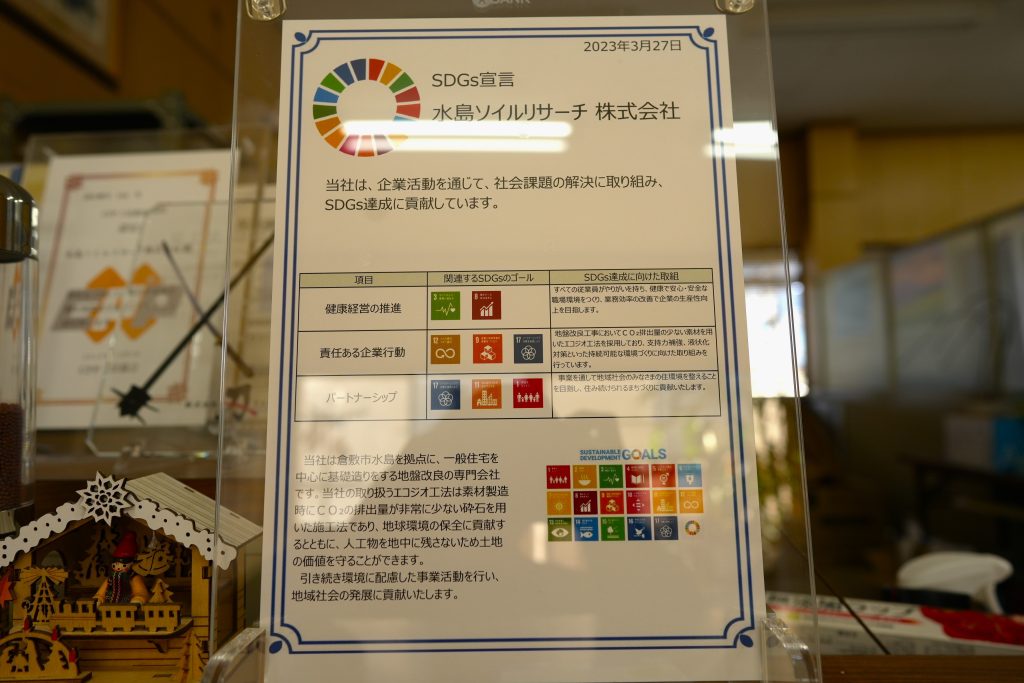 2023年3月27日
SDGs宣言
水島ソイルリサーチ 株式会社
当社は、企業活動を通じて、社会課題の解決に取り組み、
SDGs達成に貢献しています。
項目 関連するSDGsのゴール SDGs達成に向けた取組
健康経営の推進
3 8
すべての従業員がやりがいを持ち、健康で安心・安全な
職場環境をつくり、業務効率の改善で企業の生産性向
上を目指します。
責任ある企業行動
12 9 17
地盤改良工事においてCO₂排出量の少ない素材を用
いたエコジオ工法を採用しており、支持力補強、液状化
対策といった持続可能な環境づくりに向けた取り組みを
行っています。
パートナーシップ
17 11 1
事業を通じて地域社会のみなさまの住環境を整えること
を目指し、住み続けられるまちづくりに貢献いたします。
当社は倉敷市水島を拠点に、一般住宅を
中心に基礎造りをする地盤改良の専門会社
です。当社の取り扱うエコジオ工法は素材製造
時にCO₂の排出量が非常に少ない砕石を用
いた施工法であり、地球環境の保全に貢献す
るとともに、人工物を地中に残さないため土地
の価値を守ることができます。
引き続き環境に配慮した事業活動を行い、
地域社会の発展に貢献いたします。
SUSTAINABLE
DEVELOPMENT GOALS